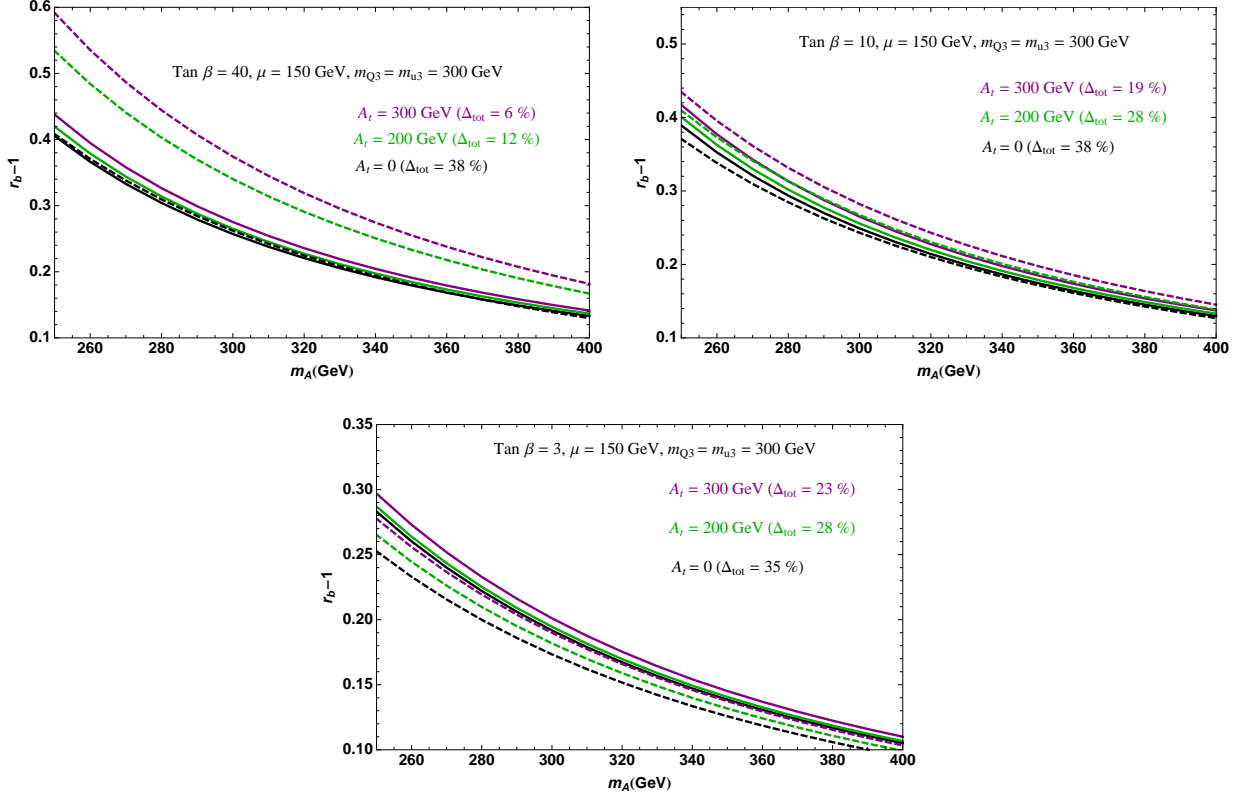 0.6
0.5
0.4
0.3
0.2
0.1
r_b−1
Tan β = 40, μ = 150 GeV, m_Q3 = m_u3 = 300 GeV
A_t = 300 GeV (Δ_tot = 6 %)
A_t = 200 GeV (Δ_tot = 12 %)
A_t = 0 (Δ_tot = 38 %)
260 280 300 320 340 360 380 400
m_A(GeV)
0.5
0.4
0.3
0.2
0.1
r_b−1
Tan β = 10, μ = 150 GeV, m_Q3 = m_u3 = 300 GeV
A_t = 300 GeV (Δ_tot = 19 %)
A_t = 200 GeV (Δ_tot = 28 %)
A_t = 0 (Δ_tot = 38 %)
260 280 300 320 340 360 380 400
m_A(GeV)
0.35
0.30
0.25
0.20
0.15
0.10
r_b−1
Tan β = 3, μ = 150 GeV, m_Q3 = m_u3 = 300 GeV
A_t = 300 GeV (Δ_tot = 23 %)
A_t = 200 GeV (Δ_tot = 28 %)
A_t = 0 (Δ_tot = 35 %)
260 280 300 320 340 360 380 400
m_A(GeV)